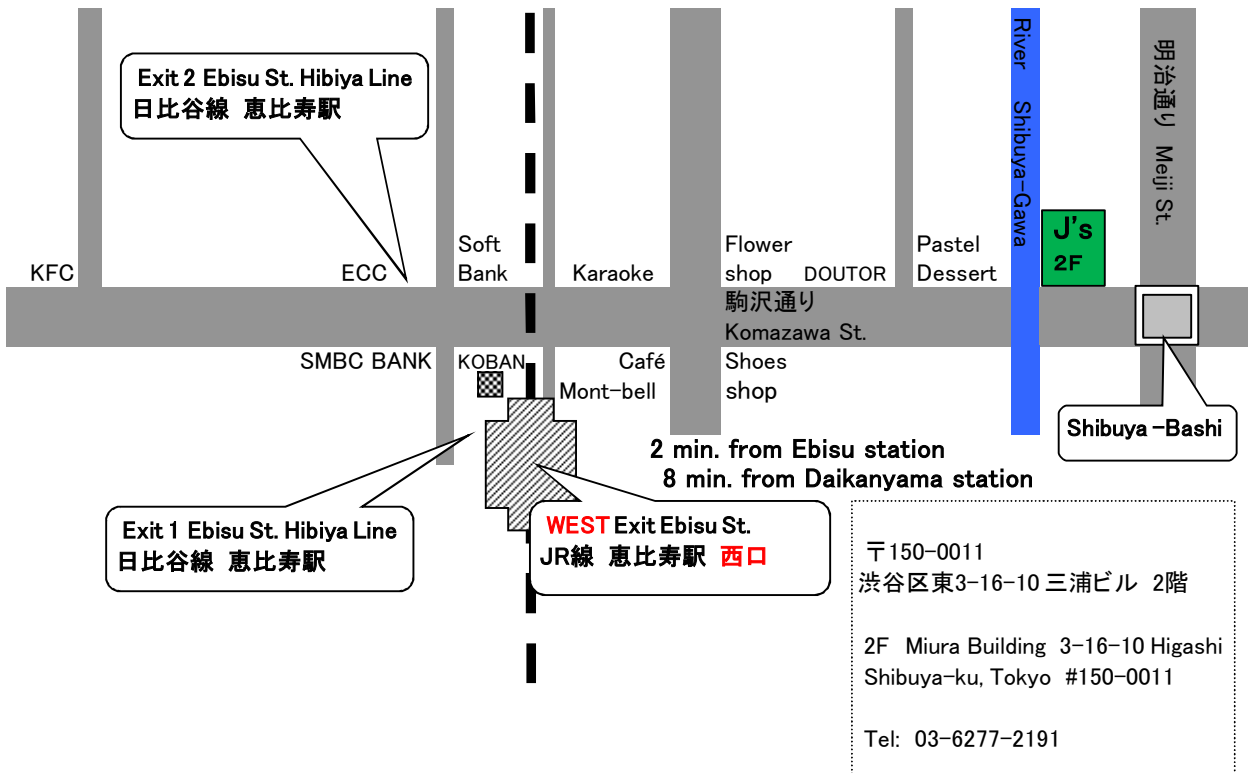 Exit 2 Ebisu St. Hibiya Line
日比谷線 恵比寿駅
River Shibuya-Gawa
明治通り Meiji St.
J's
2F
KFC
ECC
Soft
Bank
Karaoke
Flower
shop
DOUTOR
Pastel
Dessert
駒沢通り
Komazawa St.
SMBC BANK
KOBAN
Café
Mont-bell
Shoes
shop
Shibuya-Bashi
2 min. from Ebisu station
8 min. from Daikanyama station
Exit 1 Ebisu St. Hibiya Line
日比谷線 恵比寿駅
WEST Exit Ebisu St.
JR線 恵比寿駅 西口
〒150-0011
渋谷区東3-16-10 三浦ビル 2階
2F Miura Building 3-16-10 Higashi
Shibuya-ku, Tokyo #150-0011
Tel: 03-6277-2191